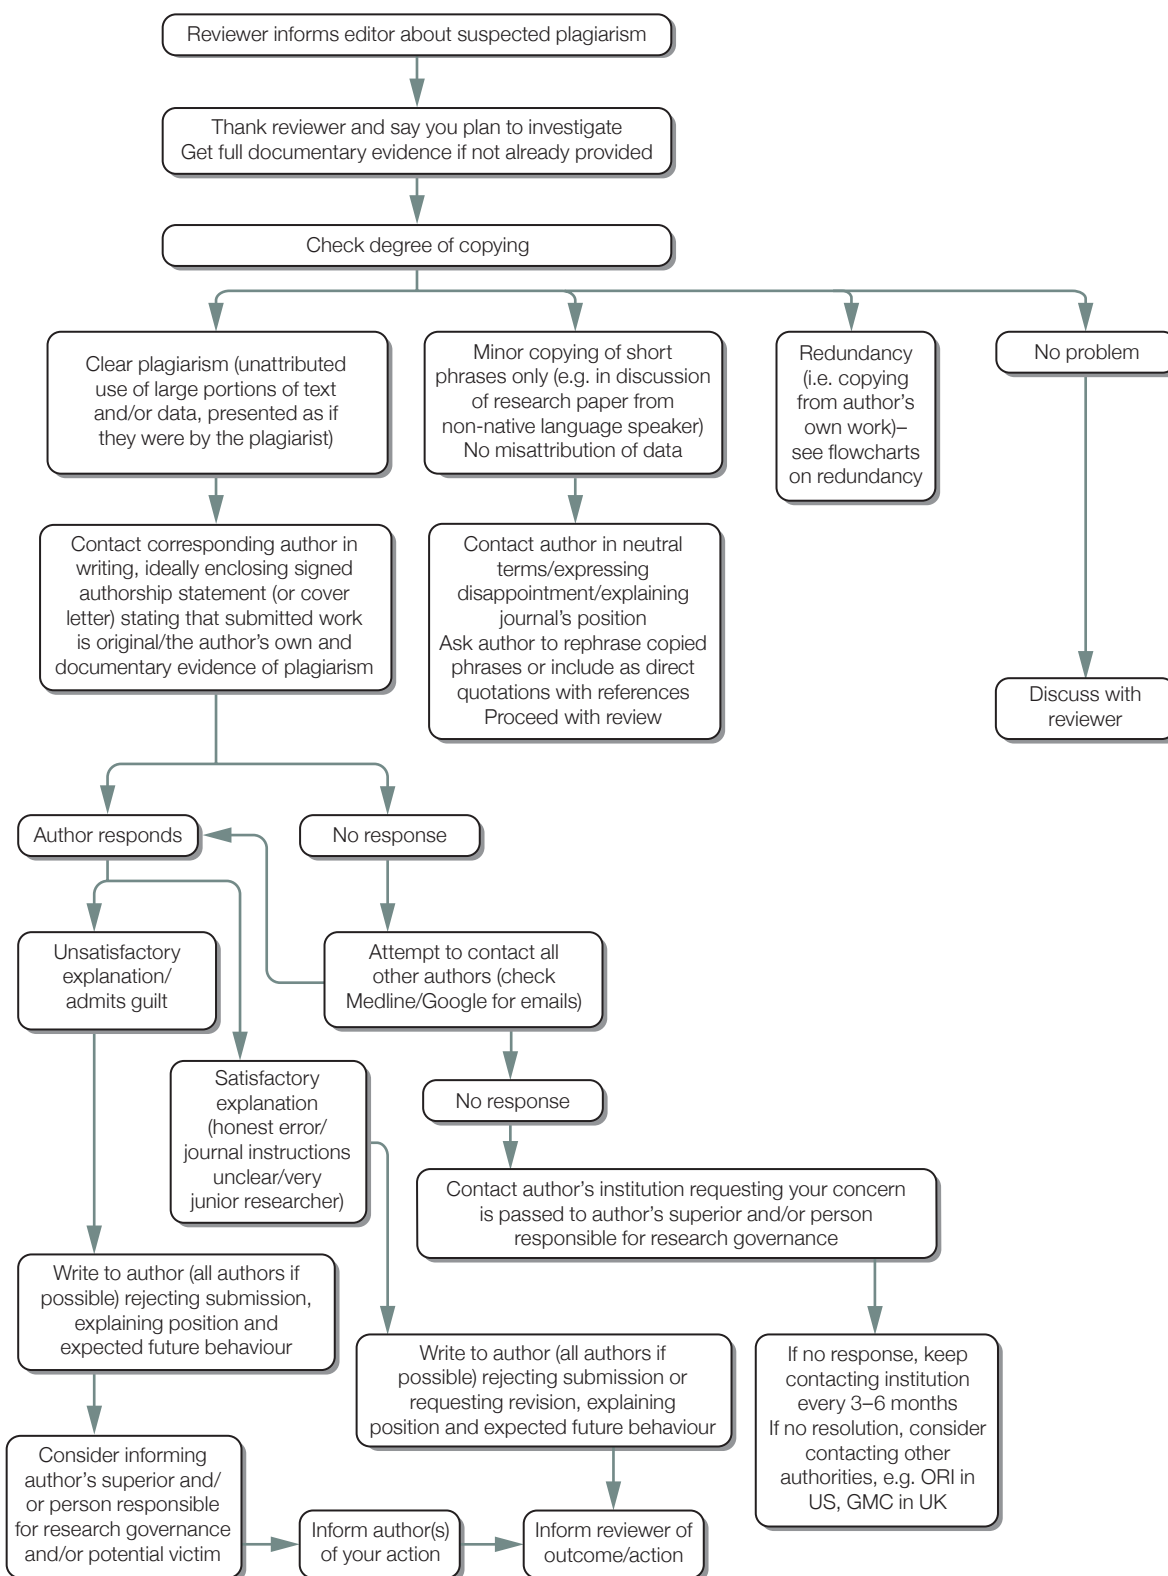 Reviewer informs editor about suspected plagiarism
Thank reviewer and say you plan to investigate
Get full documentary evidence if not already provided
Check degree of copying
Clear plagiarism (unattributed
use of large portions of text
and/or data, presented as if
they were by the plagiarist)
Minor copying of short
phrases only (e.g. in discussion
of research paper from
non-native language speaker)
No misattribution of data
Redundancy
(i.e. copying
from author's
own work)–
see flowcharts
on redundancy
No problem
Contact corresponding author in
writing, ideally enclosing signed
authorship statement (or cover
letter) stating that submitted work
is original/the author's own and
documentary evidence of plagiarism
Contact author in neutral
terms/expressing
disappointment/explaining
journal's position
Ask author to rephrase copied
phrases or include as direct
quotations with references
Proceed with review
Discuss with
reviewer
Author responds
No response
Unsatisfactory
explanation/
admits guilt
Attempt to contact all
other authors (check
Medline/Google for emails)
Satisfactory
explanation
(honest error/
journal instructions
unclear/very
junior researcher)
No response
Contact author's institution requesting your concern
is passed to author's superior and/or person
responsible for research governance
Write to author (all authors if
possible) rejecting submission,
explaining position and
expected future behaviour
Write to author (all authors if
possible) rejecting submission or
requesting revision, explaining
position and expected future behaviour
If no response, keep
contacting institution
every 3–6 months
If no resolution, consider
contacting other
authorities, e.g. ORI in
US, GMC in UK
Consider informing
author's superior and/
or person responsible
for research governance
and/or potential victim
Inform author(s)
of your action
Inform reviewer of
outcome/action